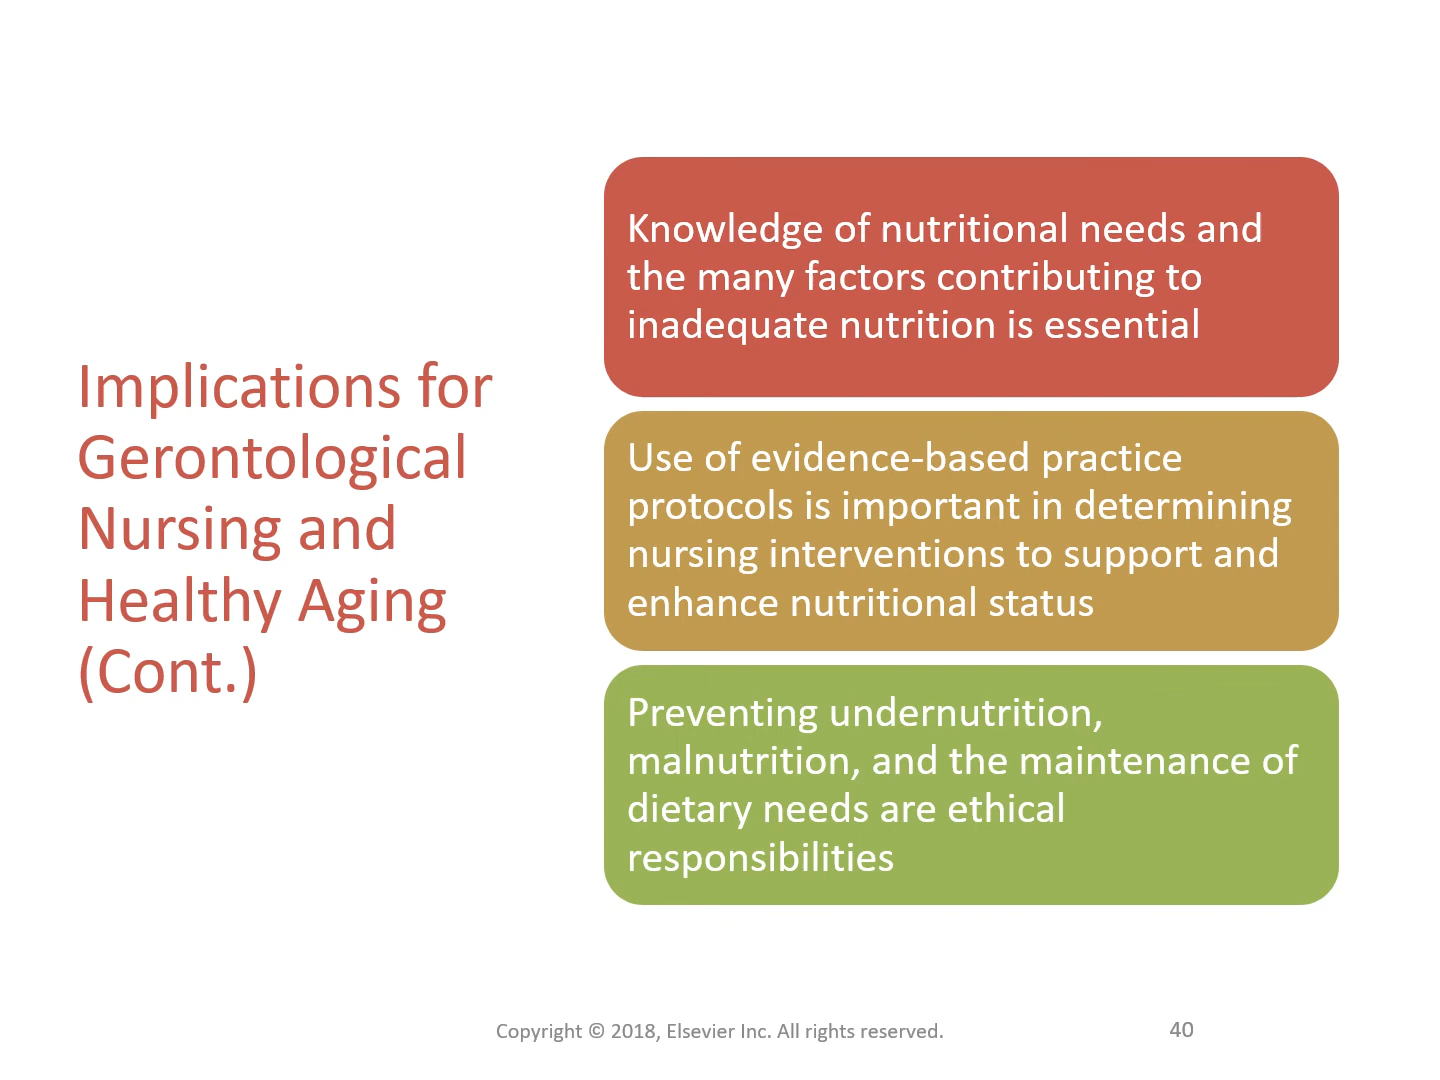 Implications for
Gerontological
Nursing and
Healthy Aging
(Cont.)
Knowledge of nutritional needs and
the many factors contributing to
inadequate nutrition is essential
Use of evidence-based practice
protocols is important in determining
nursing interventions to support and
enhance nutritional status
Preventing undernutrition,
malnutrition, and the maintenance of
dietary needs are ethical
responsibilities
Copyright © 2018, Elsevier Inc. All rights reserved.
40